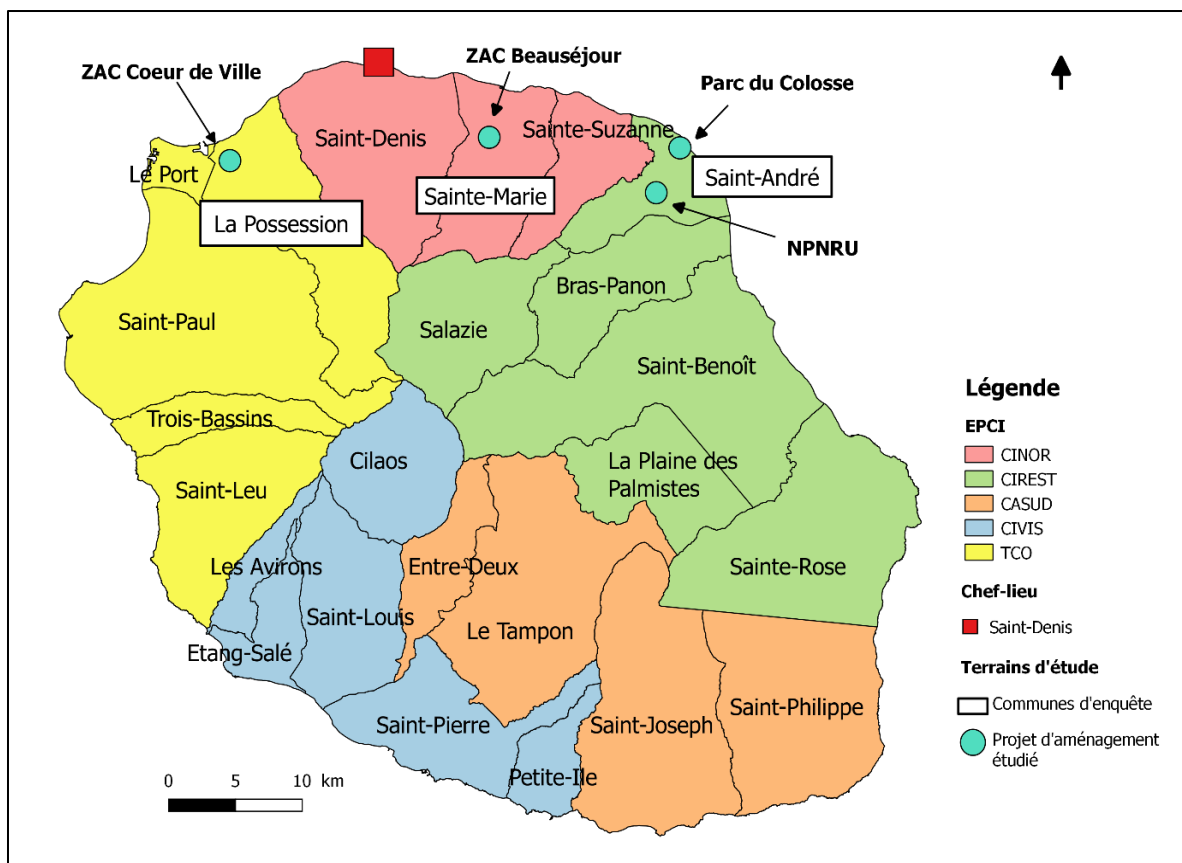 ZAC Coeur de Ville
ZAC Beauséjour
Parc du Colosse
Saint-Denis
Sainte-Suzanne
Le Port
Saint-André
Sainte-Marie
La Possession
NPNRU
Bras-Panon
Saint-Paul
Salazie
Saint-Benoît
Trois-Bassins
Cilaos
La Plaine des
Palmistes
Saint-Leu
Les Avirons
Entre-Deux
Sainte-Rose
Saint-Louis
Le Tampon
Etang-Salé
Saint-Pierre
Saint-Joseph
Saint-Philippe
Petite-Ile
0 5 10 km
Légende
EPCI
CINOR
CIREST
CASUD
CIVIS
TCO
Chef-lieu
Saint-Denis
Terrains d'étude
Communes d'enquête
Projet d'aménagement
étudié